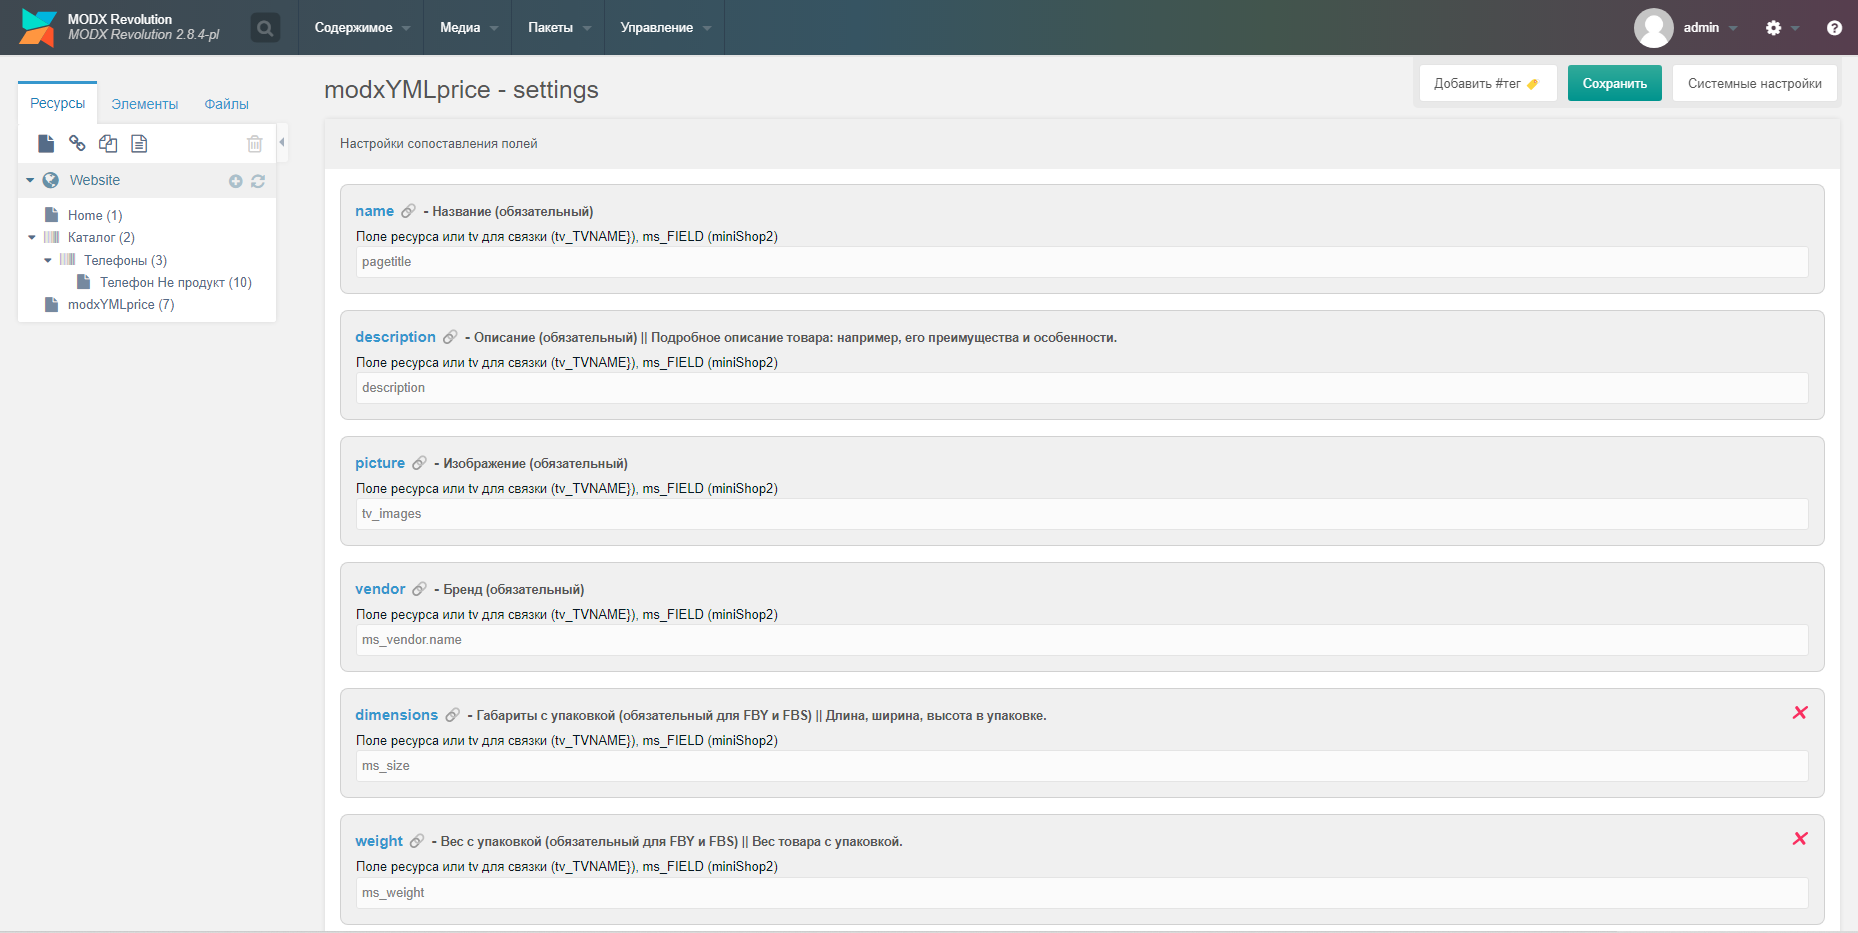 MODX Revolution
MODX Revolution 2.8.4-pl
Содержимое
Медиа
Пакеты
Управление
admin
Ресурсы
Элементы
Файлы
Website
Home (1)
Каталог (2)
Телефоны (3)
Телефон Не продукт (10)
modxYMLprice (7)
modxYMLprice - settings
Добавить #тег
Сохранить
Системные настройки
Настройки сопоставления полей
name - Название (обязательный)
Поле ресурса или tv для связки (tv_TVNAME}), ms_FIELD (miniShop2)
pagetitle
description - Описание (обязательный) || Подробное описание товара: например, его преимущества и особенности.
Поле ресурса или tv для связки (tv_TVNAME}), ms_FIELD (miniShop2)
description
picture - Изображение (обязательный)
Поле ресурса или tv для связки (tv_TVNAME}), ms_FIELD (miniShop2)
tv_images
vendor - Бренд (обязательный)
Поле ресурса или tv для связки (tv_TVNAME}), ms_FIELD (miniShop2)
ms_vendor.name
dimensions - Габариты с упаковкой (обязательный для FBY и FBS) || Длина, ширина, высота в упаковке.
Поле ресурса или tv для связки (tv_TVNAME}), ms_FIELD (miniShop2)
ms_size
weight - Вес с упаковкой (обязательный для FBY и FBS) || Вес товара с упаковкой.
Поле ресурса или tv для связки (tv_TVNAME}), ms_FIELD (miniShop2)
ms_weight